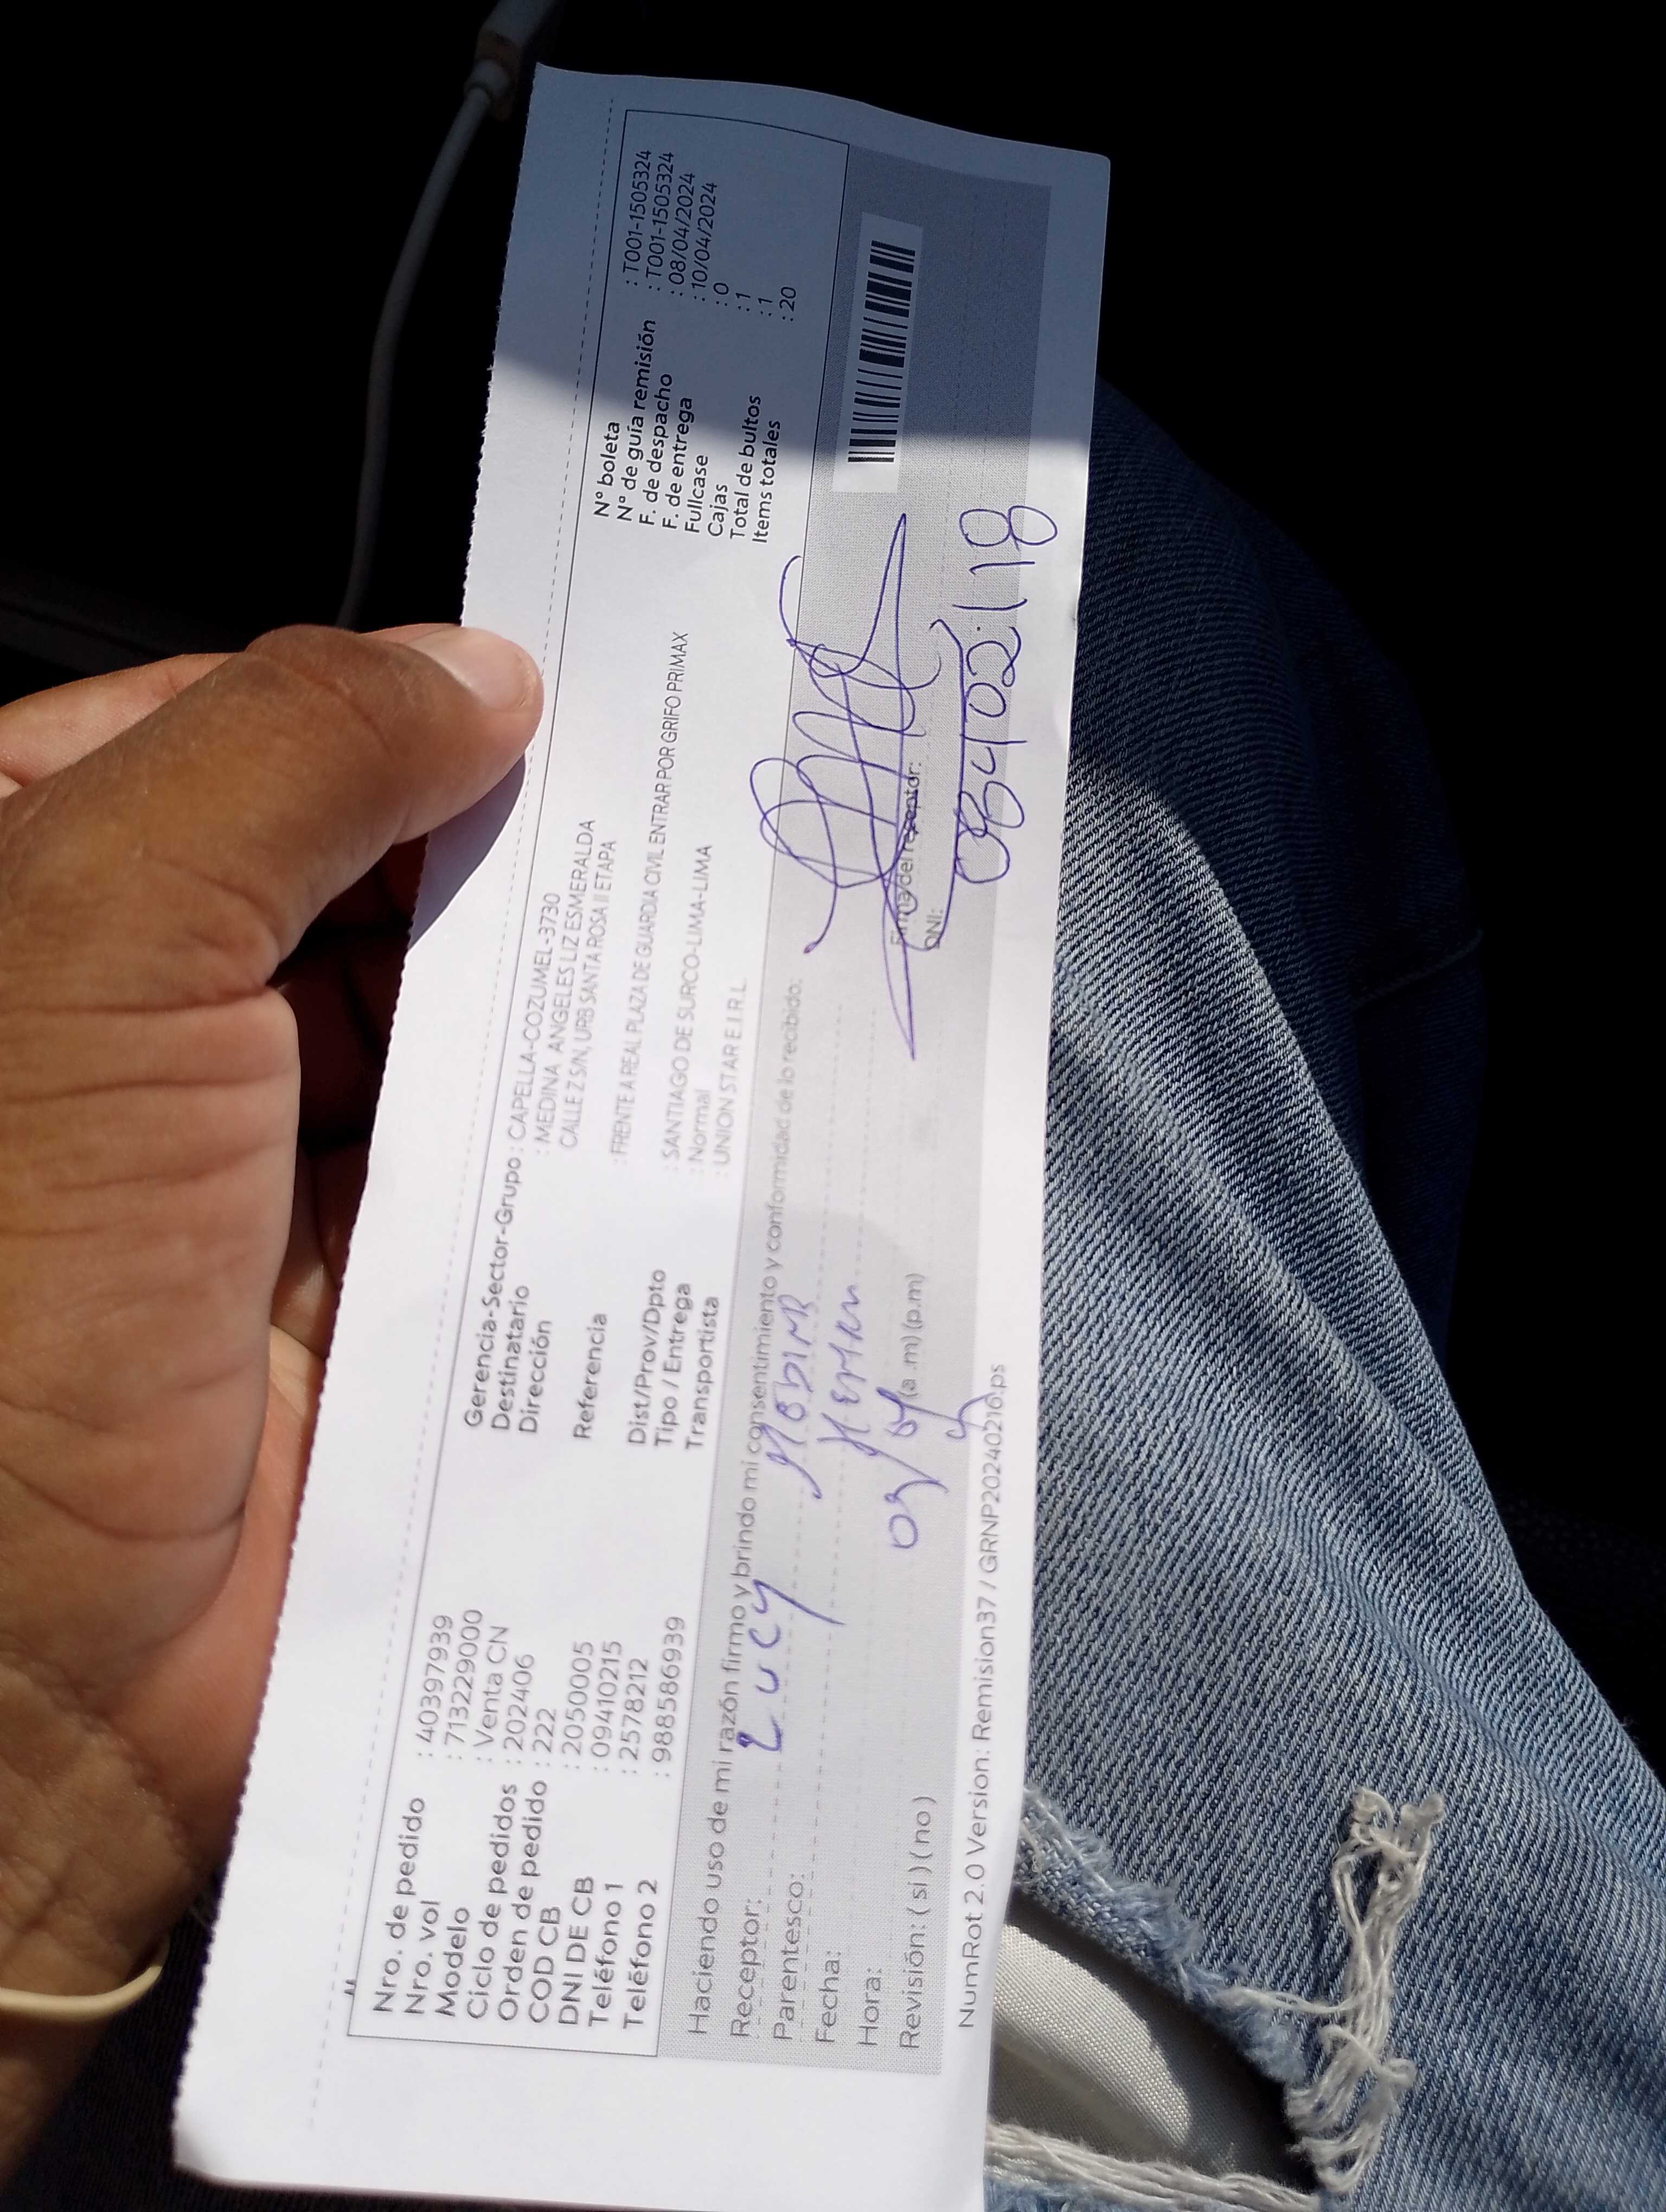 Nro. de pedido : 40397939
Nro. vol : 713229000
Modelo : Venta CN
Ciclo de pedidos : 202406
Orden de pedido : 222
COD CB : 2050005
DNI DE CB : 09410215
Teléfono 1 : 2578212
Teléfono 2 : 988586939
Gerencia-Sector-Grupo : CAPELLA-COZUMEL-3730
Destinatario : MEDINA ANGELES LIZ ESMERALDA
Dirección CALLE Z S/N, URB SANTA ROSA II ETAPA
Referencia : FRENTE A REAL PLAZA DE GUARDIA CIVIL ENTRAR POR GRIFO PRIMAX
Dist/Prov/Dpto : SANTIAGO DE SURCO-LIMA-LIMA
Tipo / Entrega : Normal
Transportista : UNION STAR E.I.R.L.
N° boleta : T001-1505324
N° de guía remisión : T001-1505324
F. de despacho : 08/04/2024
F. de entrega : 10/04/2024
Fullcase : 0
Cajas : 1
Total de bultos : 1
Items totales : 20
Haciendo uso de mi razón firmo y brindo mi consentimiento y conformidad de lo recibido:
Receptor: Lucy MEDINA
Parentesco:
Fecha:
Hora: (a .m) (p.m)
Revisión: ( si ) ( no )
Firma del receptor:
DNI:
NumRot 2.0 Version: Remision37 / GRNP20240216.ps